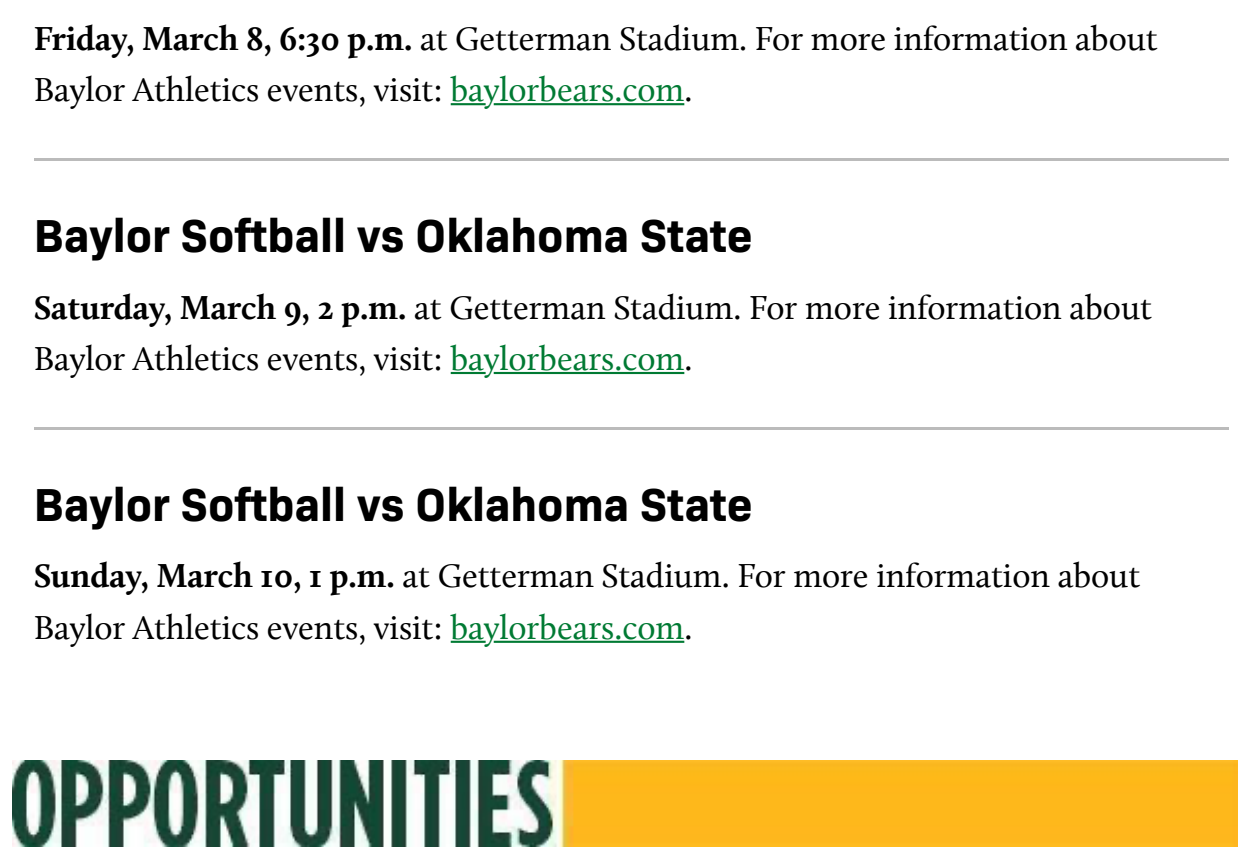 Friday, March 8, 6:30 p.m. at Getterman Stadium. For more information about
Baylor Athletics events, visit: baylorbears.com.
Baylor Softball vs Oklahoma State
Saturday, March 9, 2 p.m. at Getterman Stadium. For more information about
Baylor Athletics events, visit: baylorbears.com.
Baylor Softball vs Oklahoma State
Sunday, March 10, 1 p.m. at Getterman Stadium. For more information about
Baylor Athletics events, visit: baylorbears.com.
OPPORTUNITIES